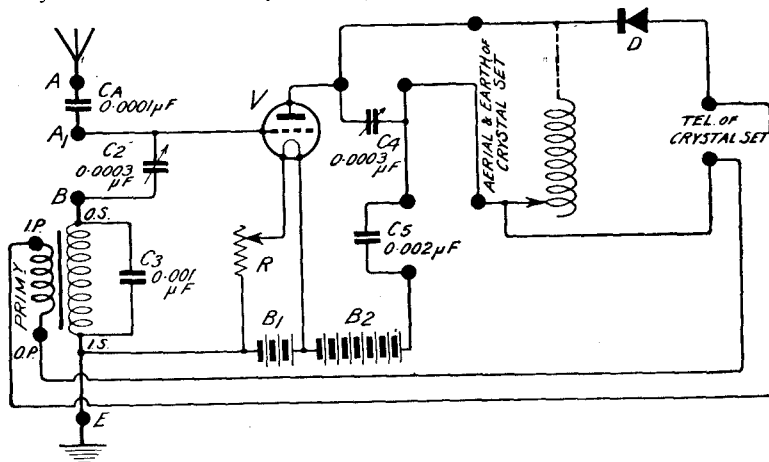 A
CA
0.0001µF
A1
C2
0.0003
µF
B
O.S.
I.P.
PRIMY
O.P.
C3
0.001
µF
I.S.
E
V
R
B1
B2
C4
0.0003
µF
C5
0.002µF
AERIAL & EARTH OF
CRYSTAL SET
D
TEL. OF
CRYSTAL SET